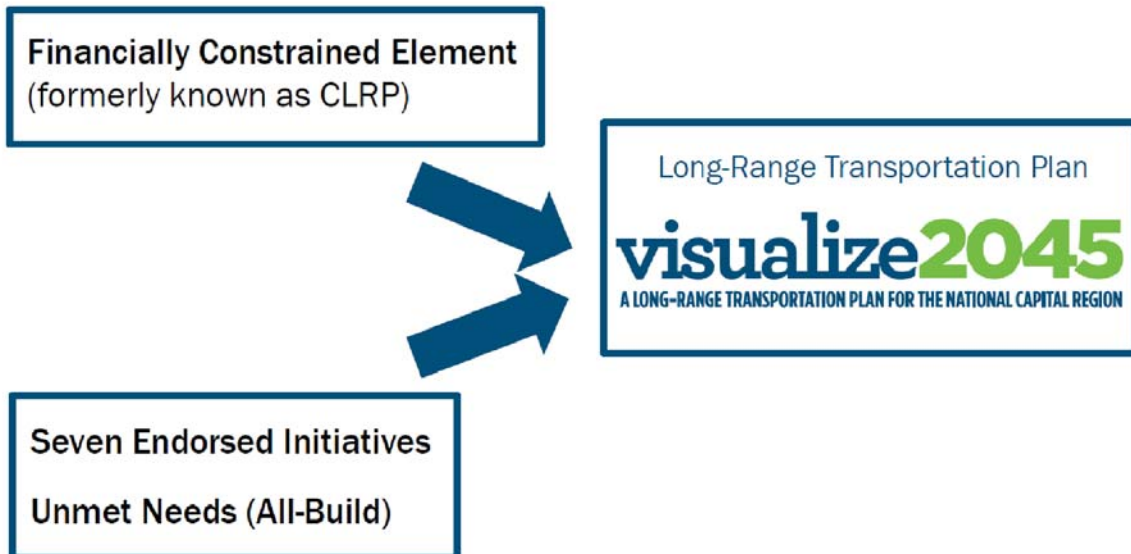 Financially Constrained Element
(formerly known as CLRP)
Long-Range Transportation Plan
visualize2045
A LONG-RANGE TRANSPORTATION PLAN FOR THE NATIONAL CAPITAL REGION
Seven Endorsed Initiatives
Unmet Needs (All-Build)